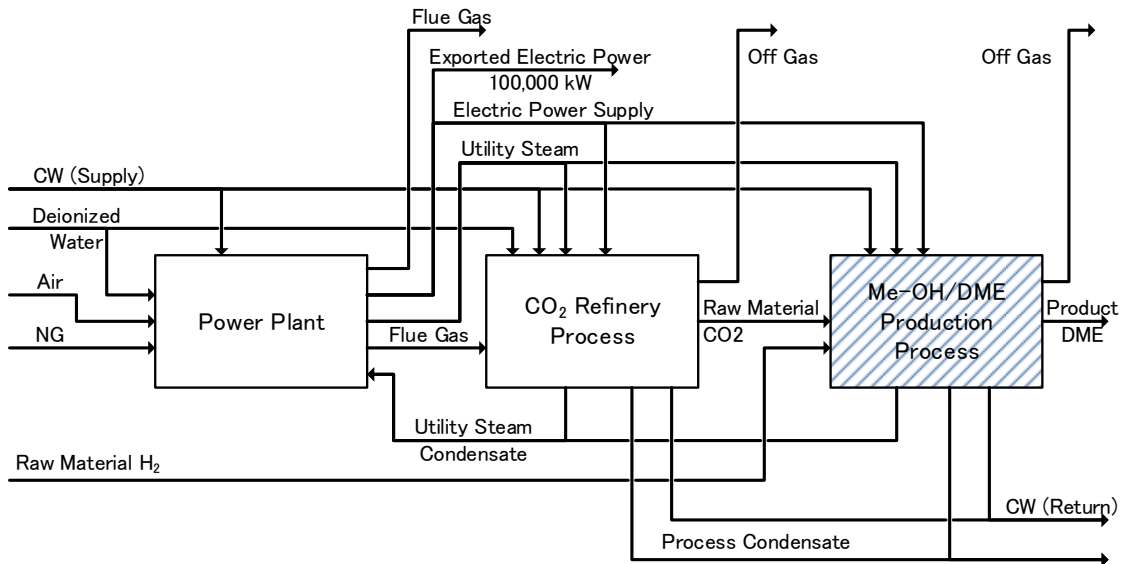 Flue Gas
Exported Electric Power
100,000 kW
Off Gas
Off Gas
Electric Power Supply
Utility Steam
CW (Supply)
Deionized
Water
Air
NG
Power Plant
Flue Gas
CO₂ Refinery
Process
Raw Material
CO2
Me-OH/DME
Production
Process
Product
DME
Utility Steam
Condensate
Raw Material H₂
CW (Return)
Process Condensate